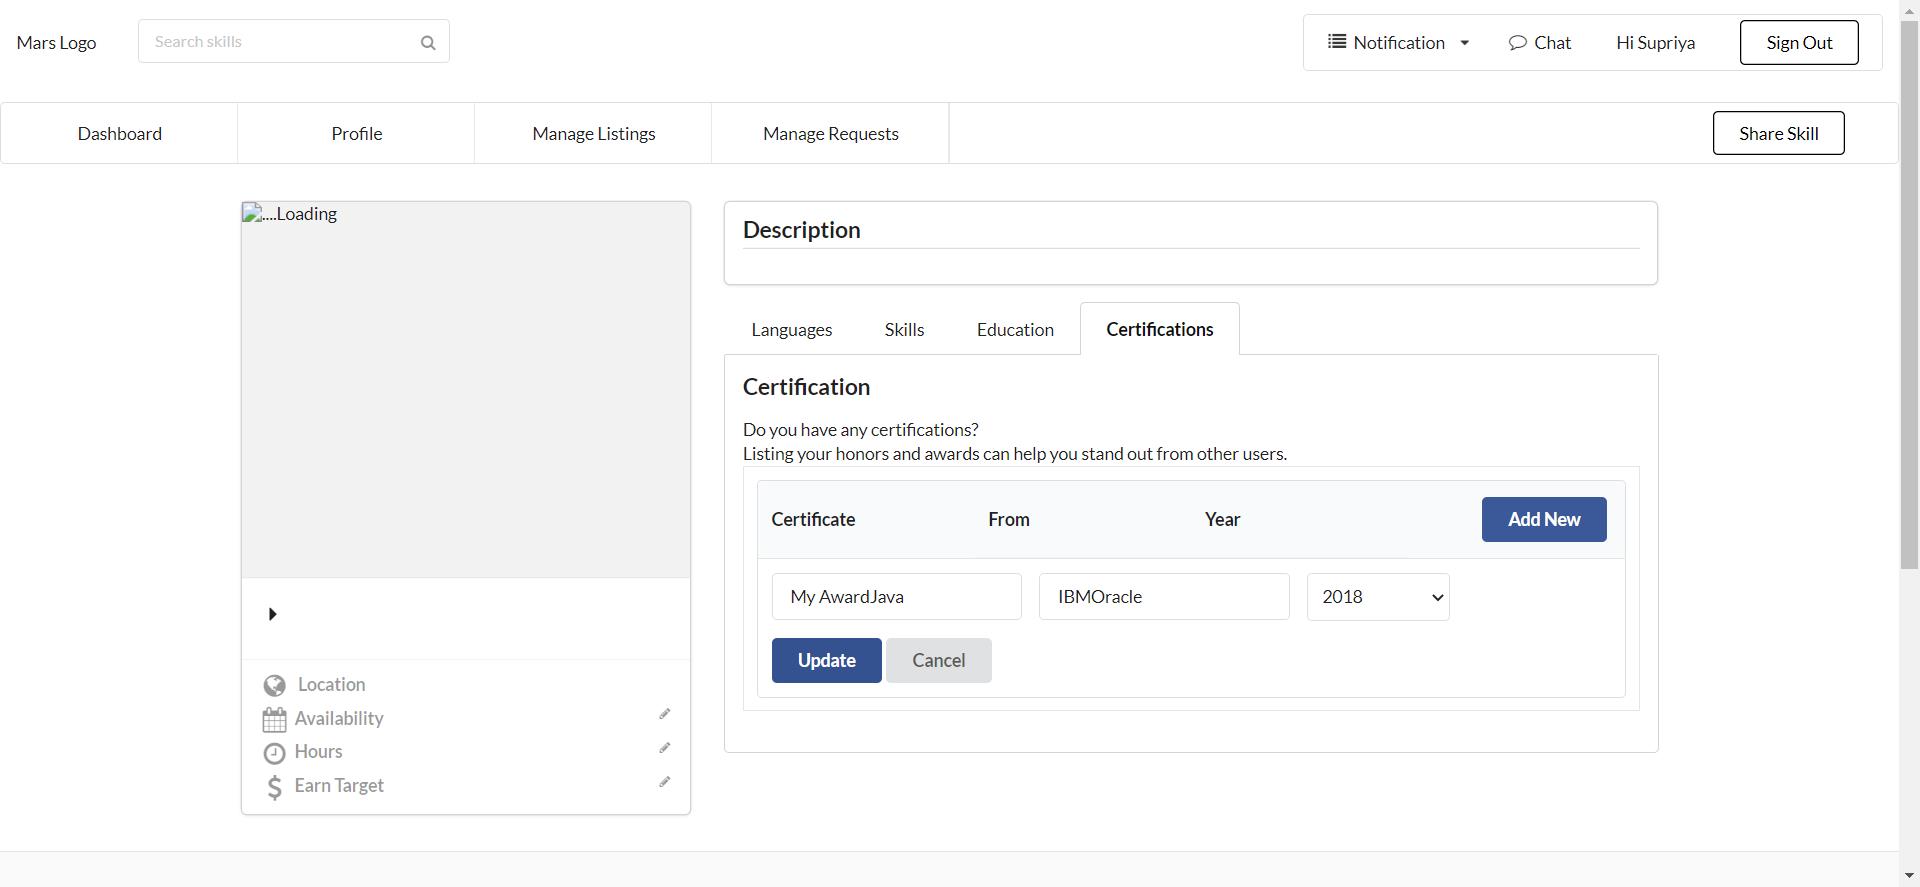 Mars Logo
Search skills
Notification
Chat
Hi Supriya
Sign Out
Dashboard
Profile
Manage Listings
Manage Requests
Share Skill
....Loading
Location
Availability
Hours
Earn Target
Description
Languages
Skills
Education
Certifications
Certification
Do you have any certifications?
Listing your honors and awards can help you stand out from other users.
Certificate
From
Year
Add New
My AwardJava
IBMOracle
2018
Update
Cancel